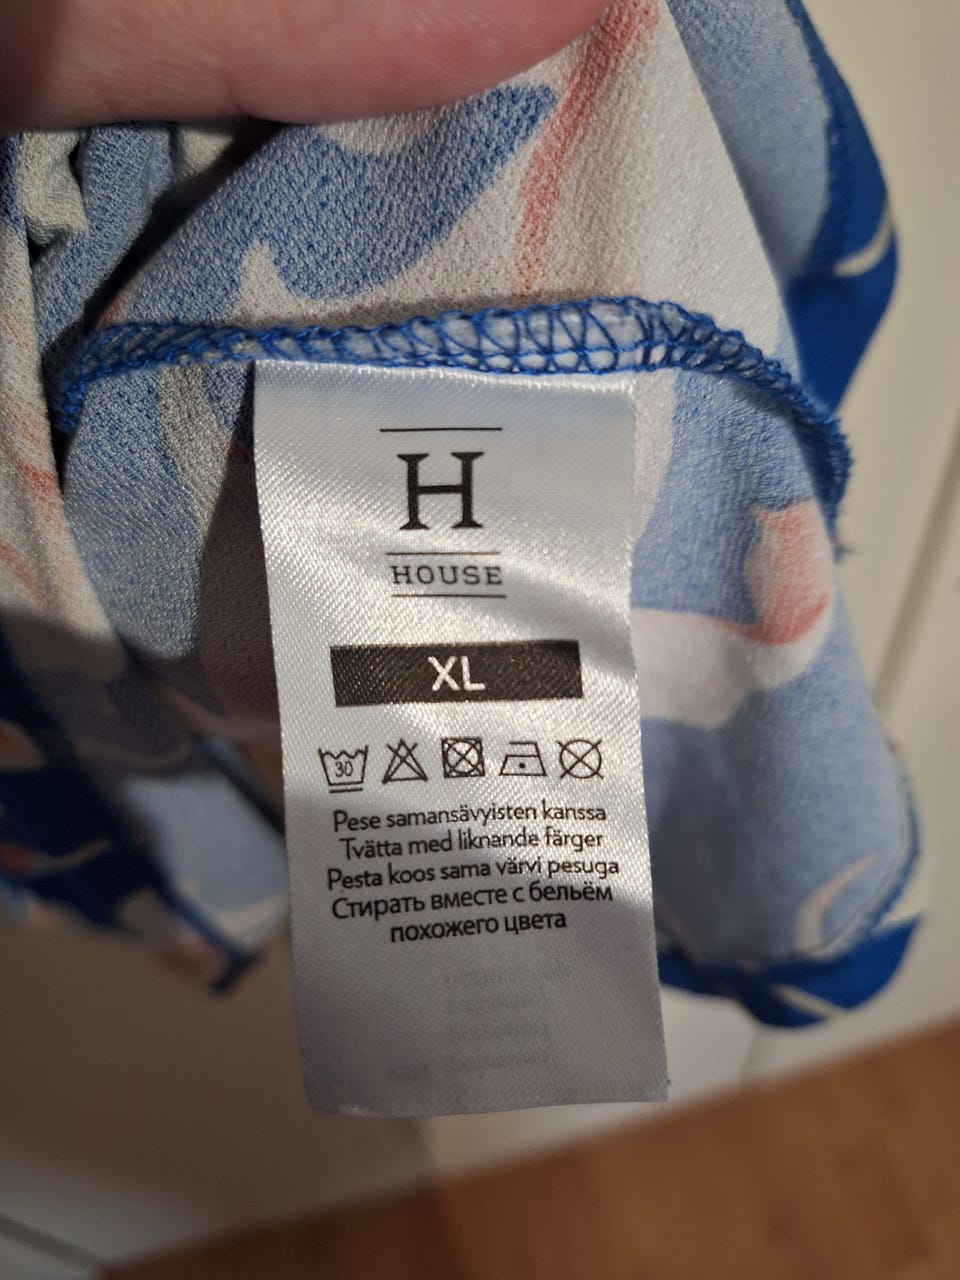 H
HOUSE
XL
30
Pese samansävyisten kanssa
Tvätta med liknande färger
Pesta koos sama värvi pesuga
Стирать вместе с бельём
похожего цвета